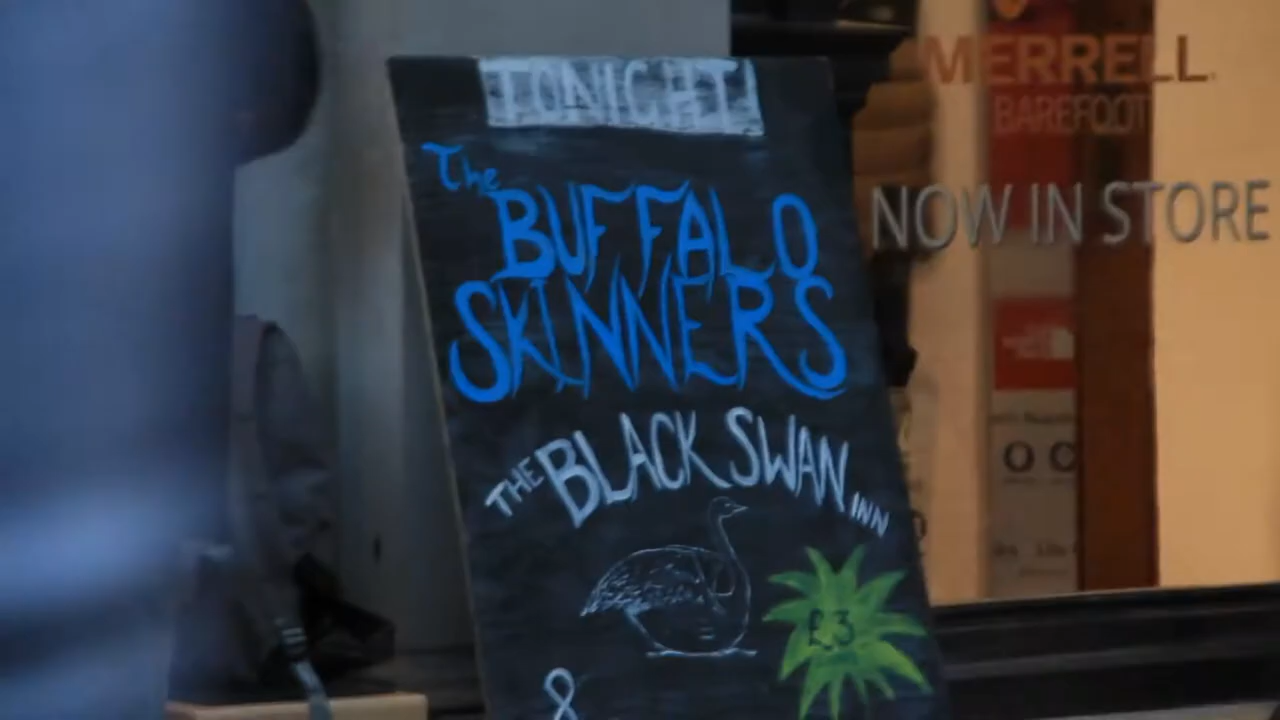 TONIGHT!
The
BUFFALO
SKINNERS
THE BLACK SWAN INN
£3
&
MERRELL
BAREFOOT
NOW IN STORE